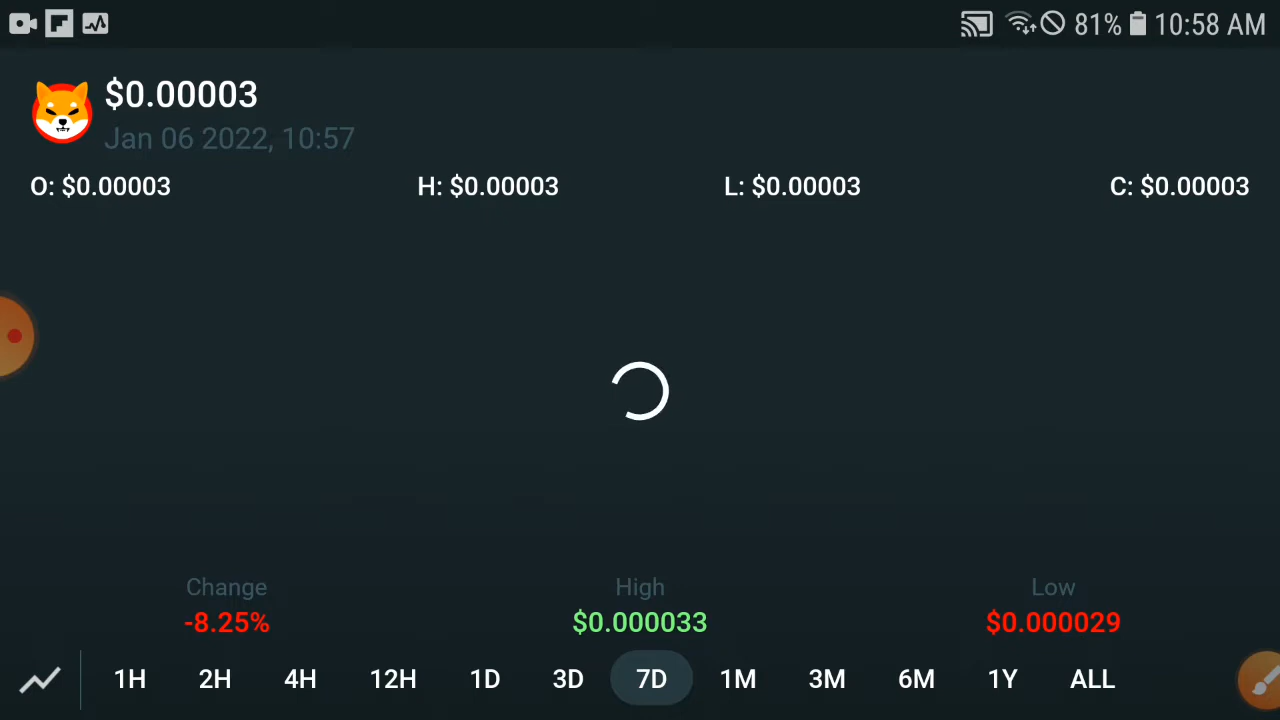 81% 10:58 AM
$0.00003
Jan 06 2022, 10:57
O: $0.00003 H: $0.00003 L: $0.00003 C: $0.00003
Change High Low
-8.25% $0.000033 $0.000029
1H 2H 4H 12H 1D 3D 7D 1M 3M 6M 1Y ALL